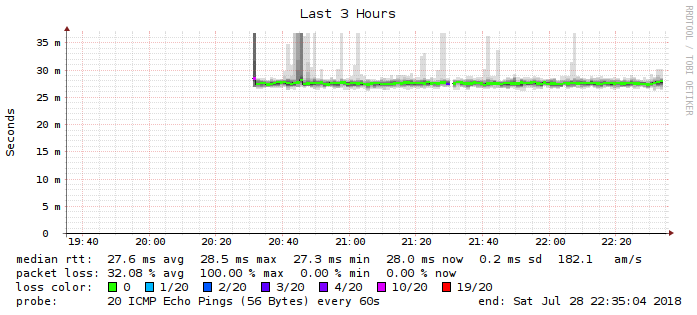 Last 3 Hours
RRDTOOL / TOBI OETIKER
Seconds
35 m
30 m
25 m
20 m
15 m
10 m
5 m
0
19:40 20:00 20:20 20:40 21:00 21:20 21:40 22:00 22:20
median rtt: 27.6 ms avg 28.5 ms max 27.3 ms min 28.0 ms now 0.2 ms sd 182.1 am/s
packet loss: 32.08 % avg 100.00 % max 0.00 % min 0.00 % now
loss color: 0 1/20 2/20 3/20 4/20 10/20 19/20
probe: 20 ICMP Echo Pings (56 Bytes) every 60s end: Sat Jul 28 22:35:04 2018